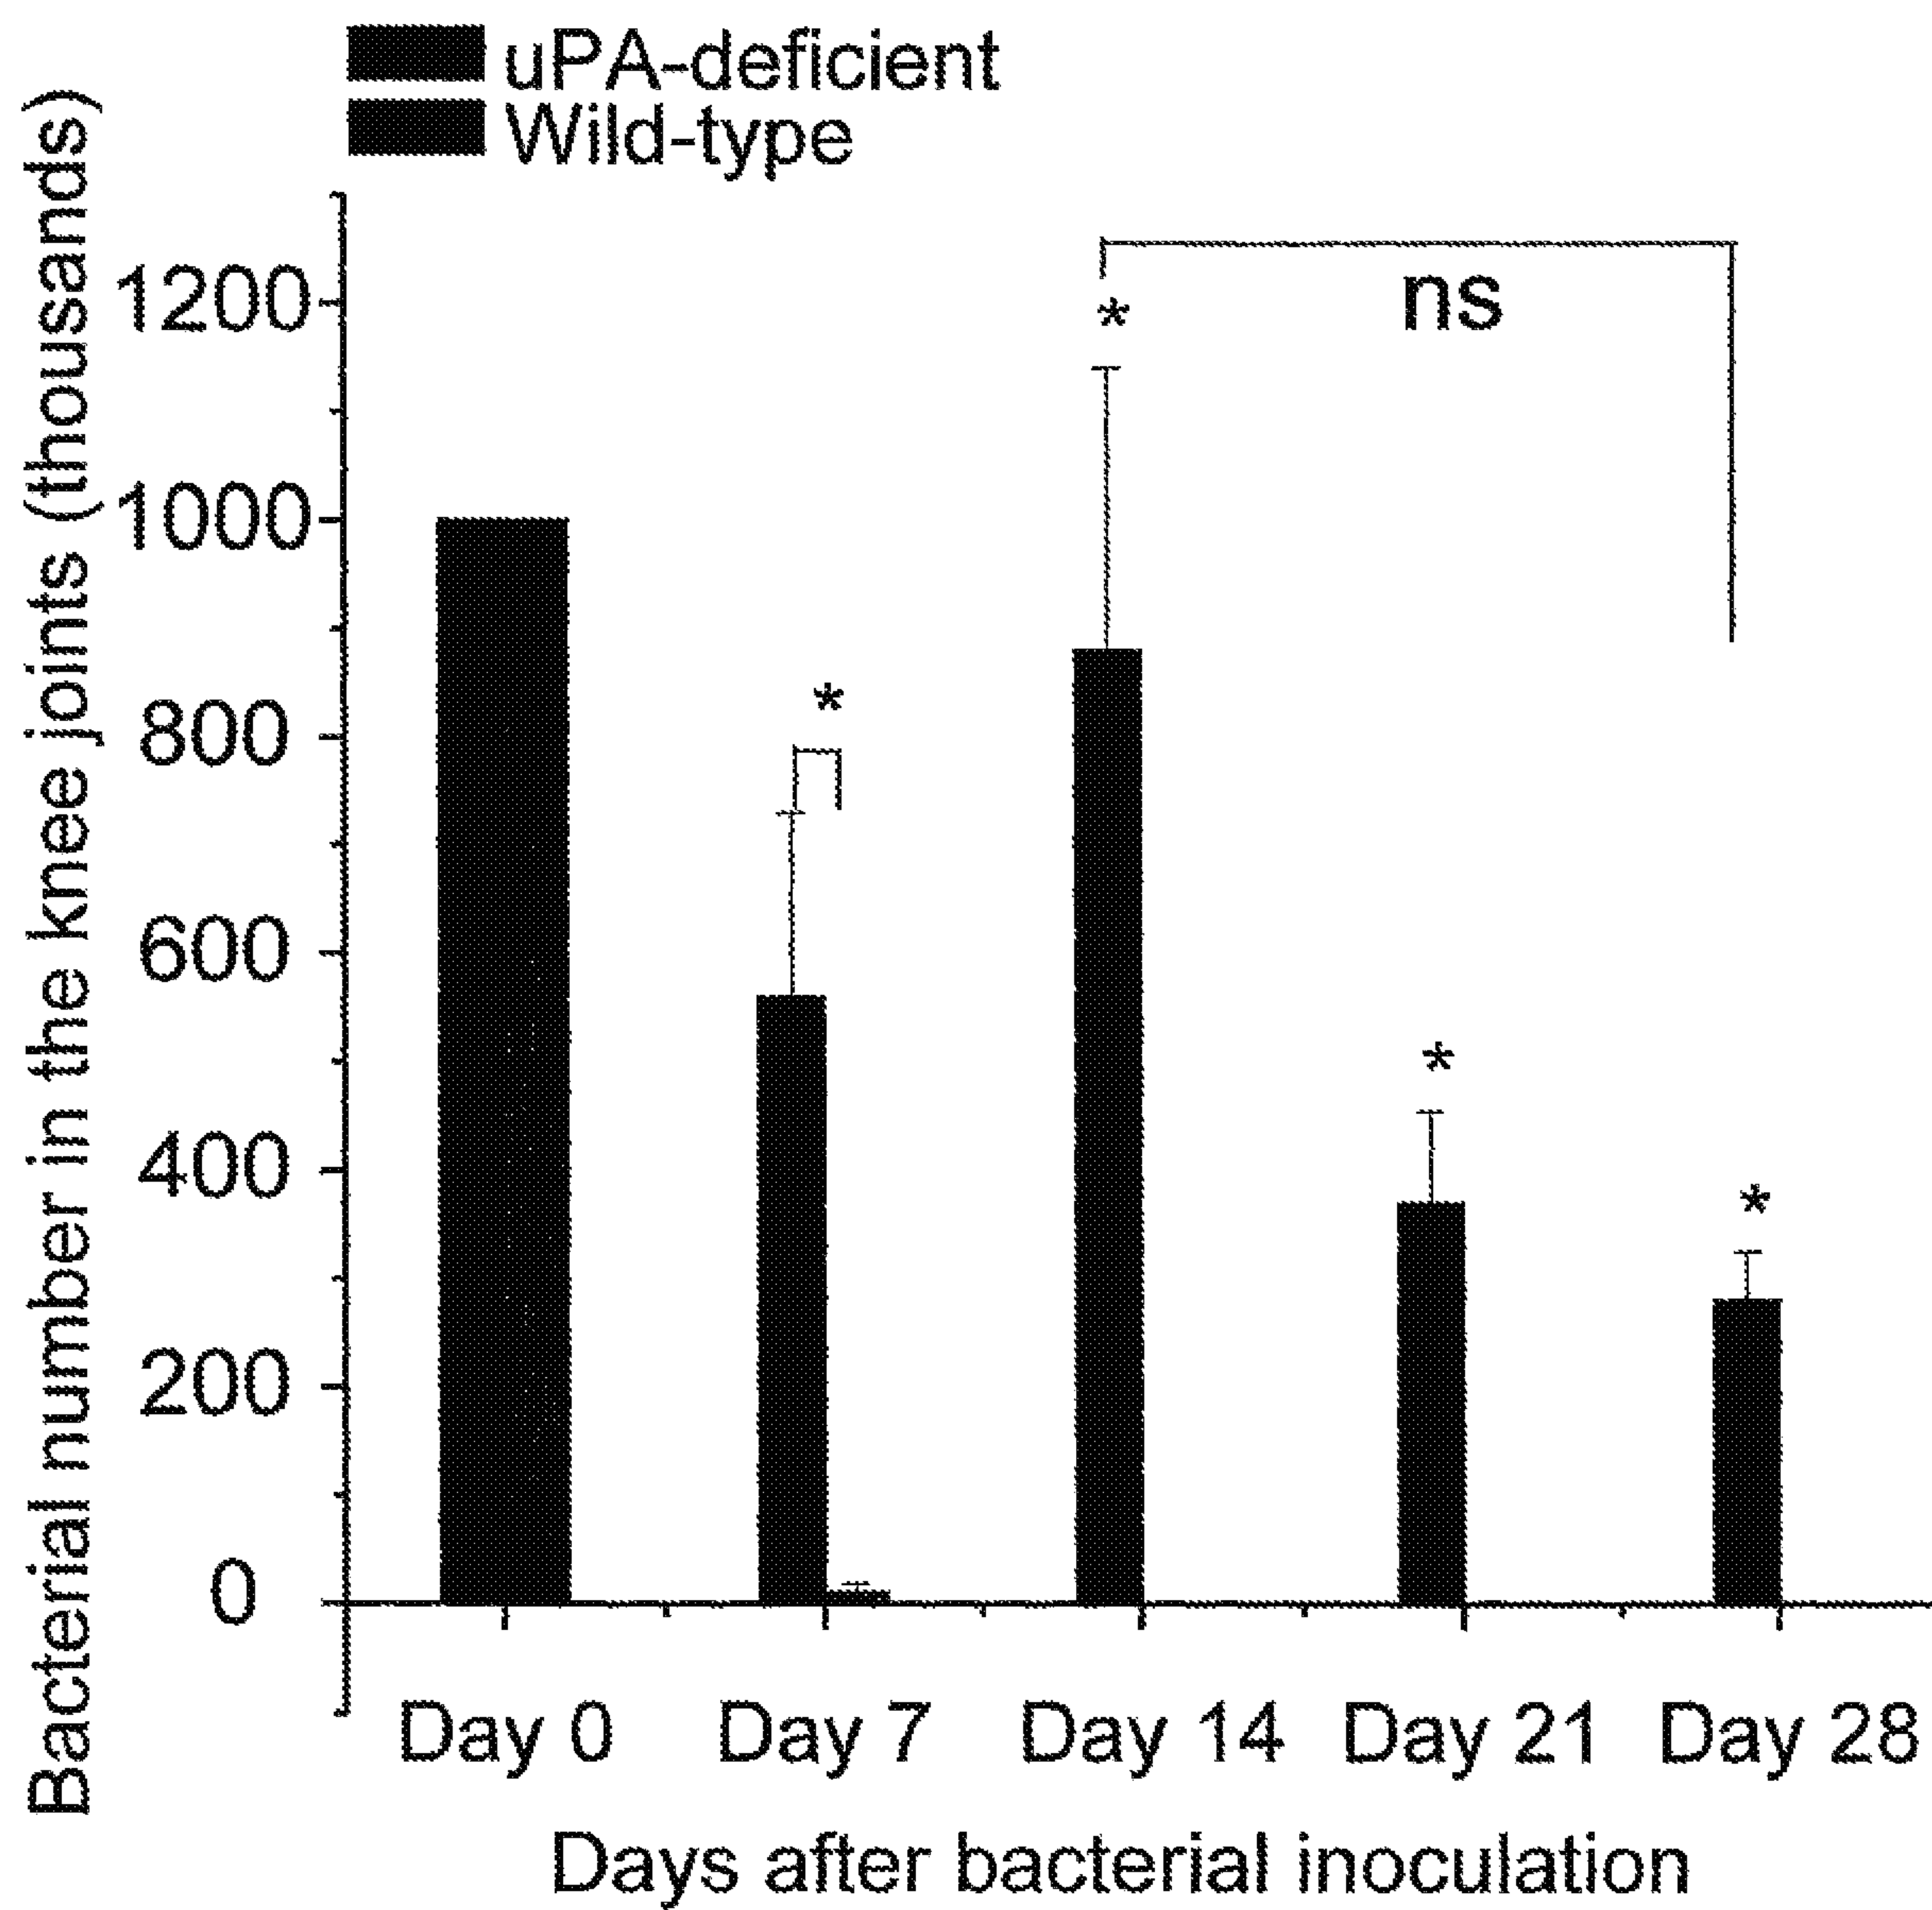 uPA-deficient
Wild-type
Bacterial number in the knee joints (thousands)
1200
1000
800
600
400
200
0
*
*
ns
*
*
Day 0 Day 7 Day 14 Day 21 Day 28
Days after bacterial inoculation